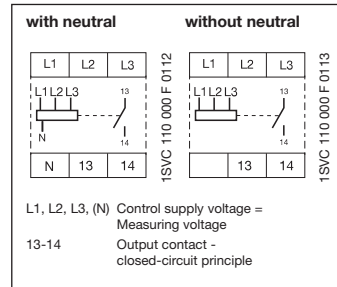 with neutral
without neutral
L1 L2 L3
L1 L2 L3
13
N
14
N 13 14
1SVC 110 000 F 0112
L1 L2 L3
L1 L2 L3
13
14
13 14
1SVC 110 000 F 0113
L1, L2, L3, (N) Control supply voltage =
Measuring voltage
13-14 Output contact -
closed-circuit principle